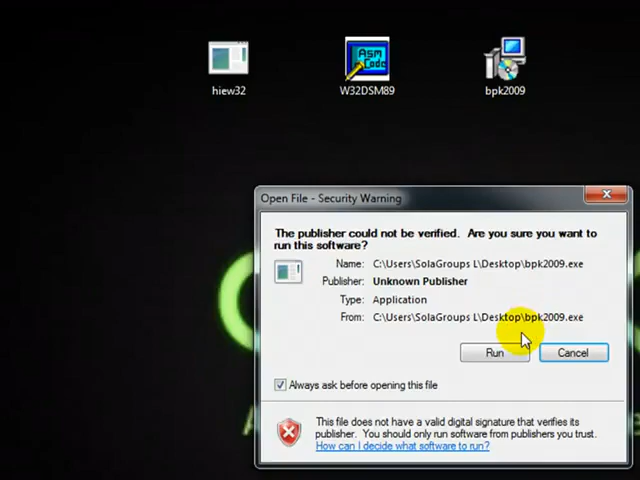 Asm
Code
hiew32
W32DSM89
bpk2009
Open File - Security Warning
The publisher could not be verified. Are you sure you want to
run this software?
Name: C:\Users\SolaGroups L\Desktop\bpk2009.exe
Publisher: Unknown Publisher
Type: Application
From: C:\Users\SolaGroups L\Desktop\bpk2009.exe
Run Cancel
Always ask before opening this file
This file does not have a valid digital signature that verifies its
publisher. You should only run software from publishers you trust.
How can I decide what software to run?